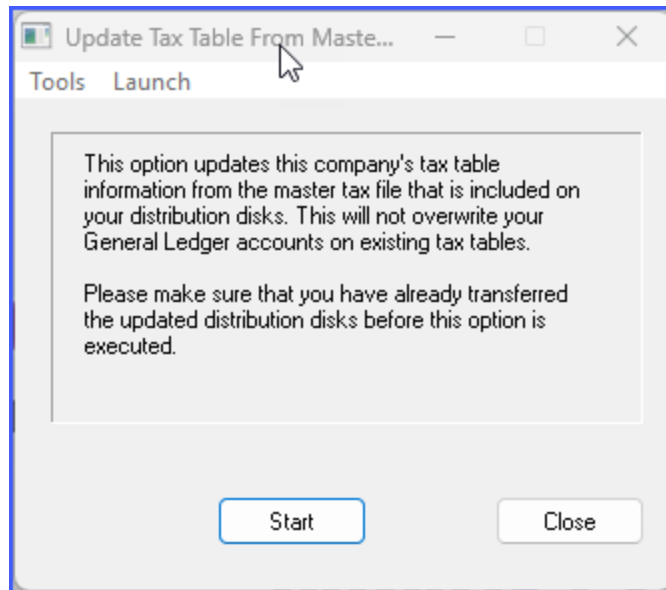 Update Tax Table From Maste...
Tools Launch
This option updates this company's tax table
information from the master tax file that is included on
your distribution disks. This will not overwrite your
General Ledger accounts on existing tax tables.
Please make sure that you have already transferred
the updated distribution disks before this option is
executed.
Start Close